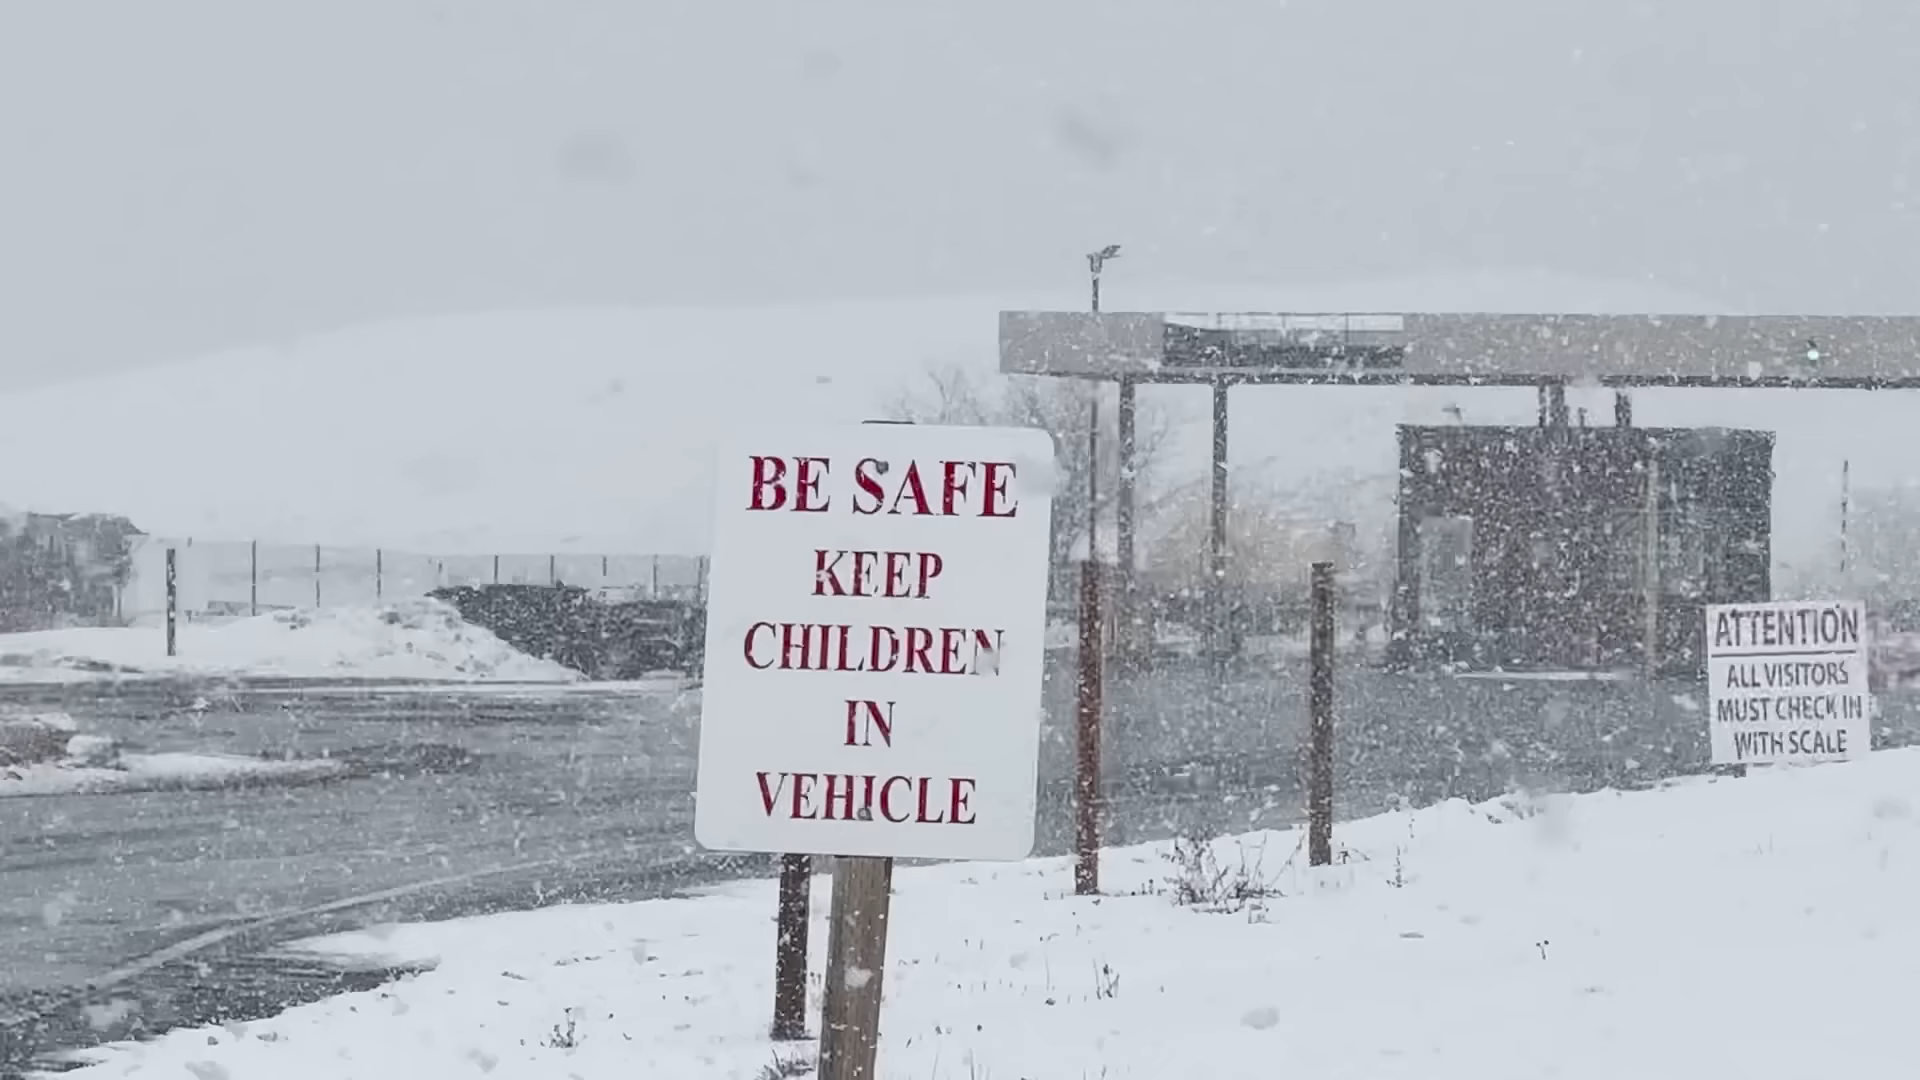 BE SAFE
KEEP
CHILDREN
IN
VEHICLE
ATTENTION
ALL VISITORS
MUST CHECK IN
WITH SCALE